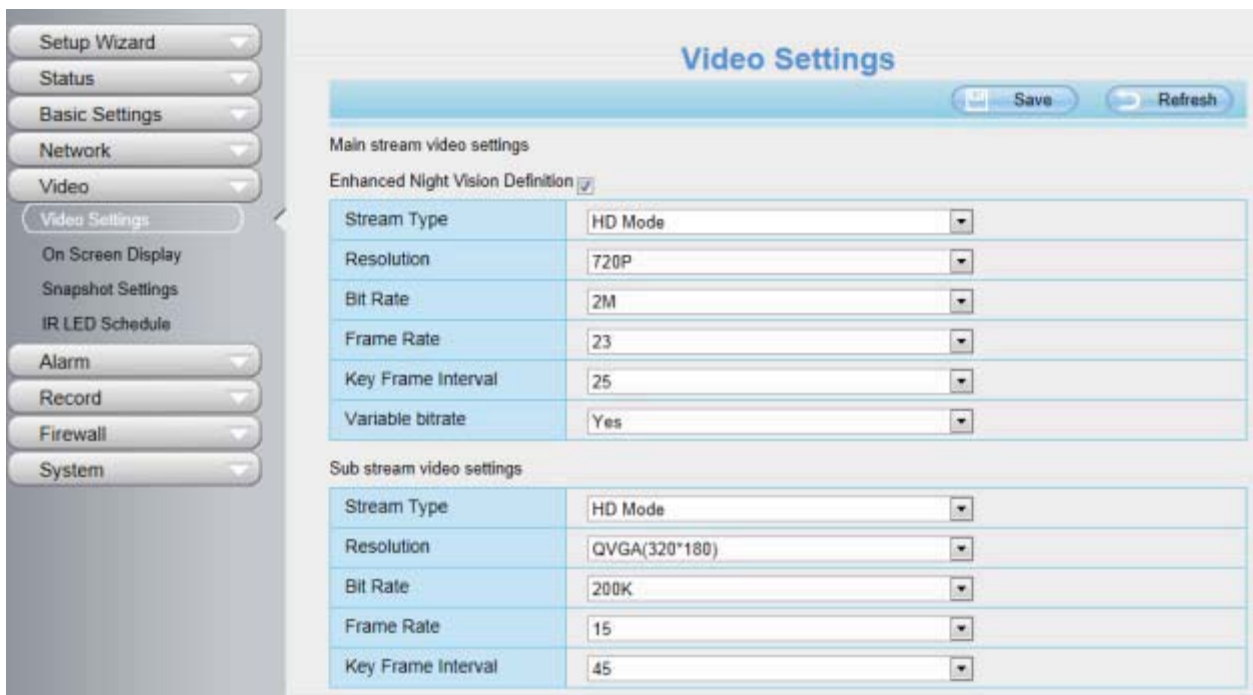 Setup Wizard
Status
Basic Settings
Network
Video
Video Settings
On Screen Display
Snapshot Settings
IR LED Schedule
Alarm
Record
Firewall
System
Video Settings
Save
Refresh
Main stream video settings
Enhanced Night Vision Definition
Stream Type HD Mode
Resolution 720P
Bit Rate 2M
Frame Rate 23
Key Frame Interval 25
Variable bitrate Yes
Sub stream video settings
Stream Type HD Mode
Resolution QVGA(320*180)
Bit Rate 200K
Frame Rate 15
Key Frame Interval 45